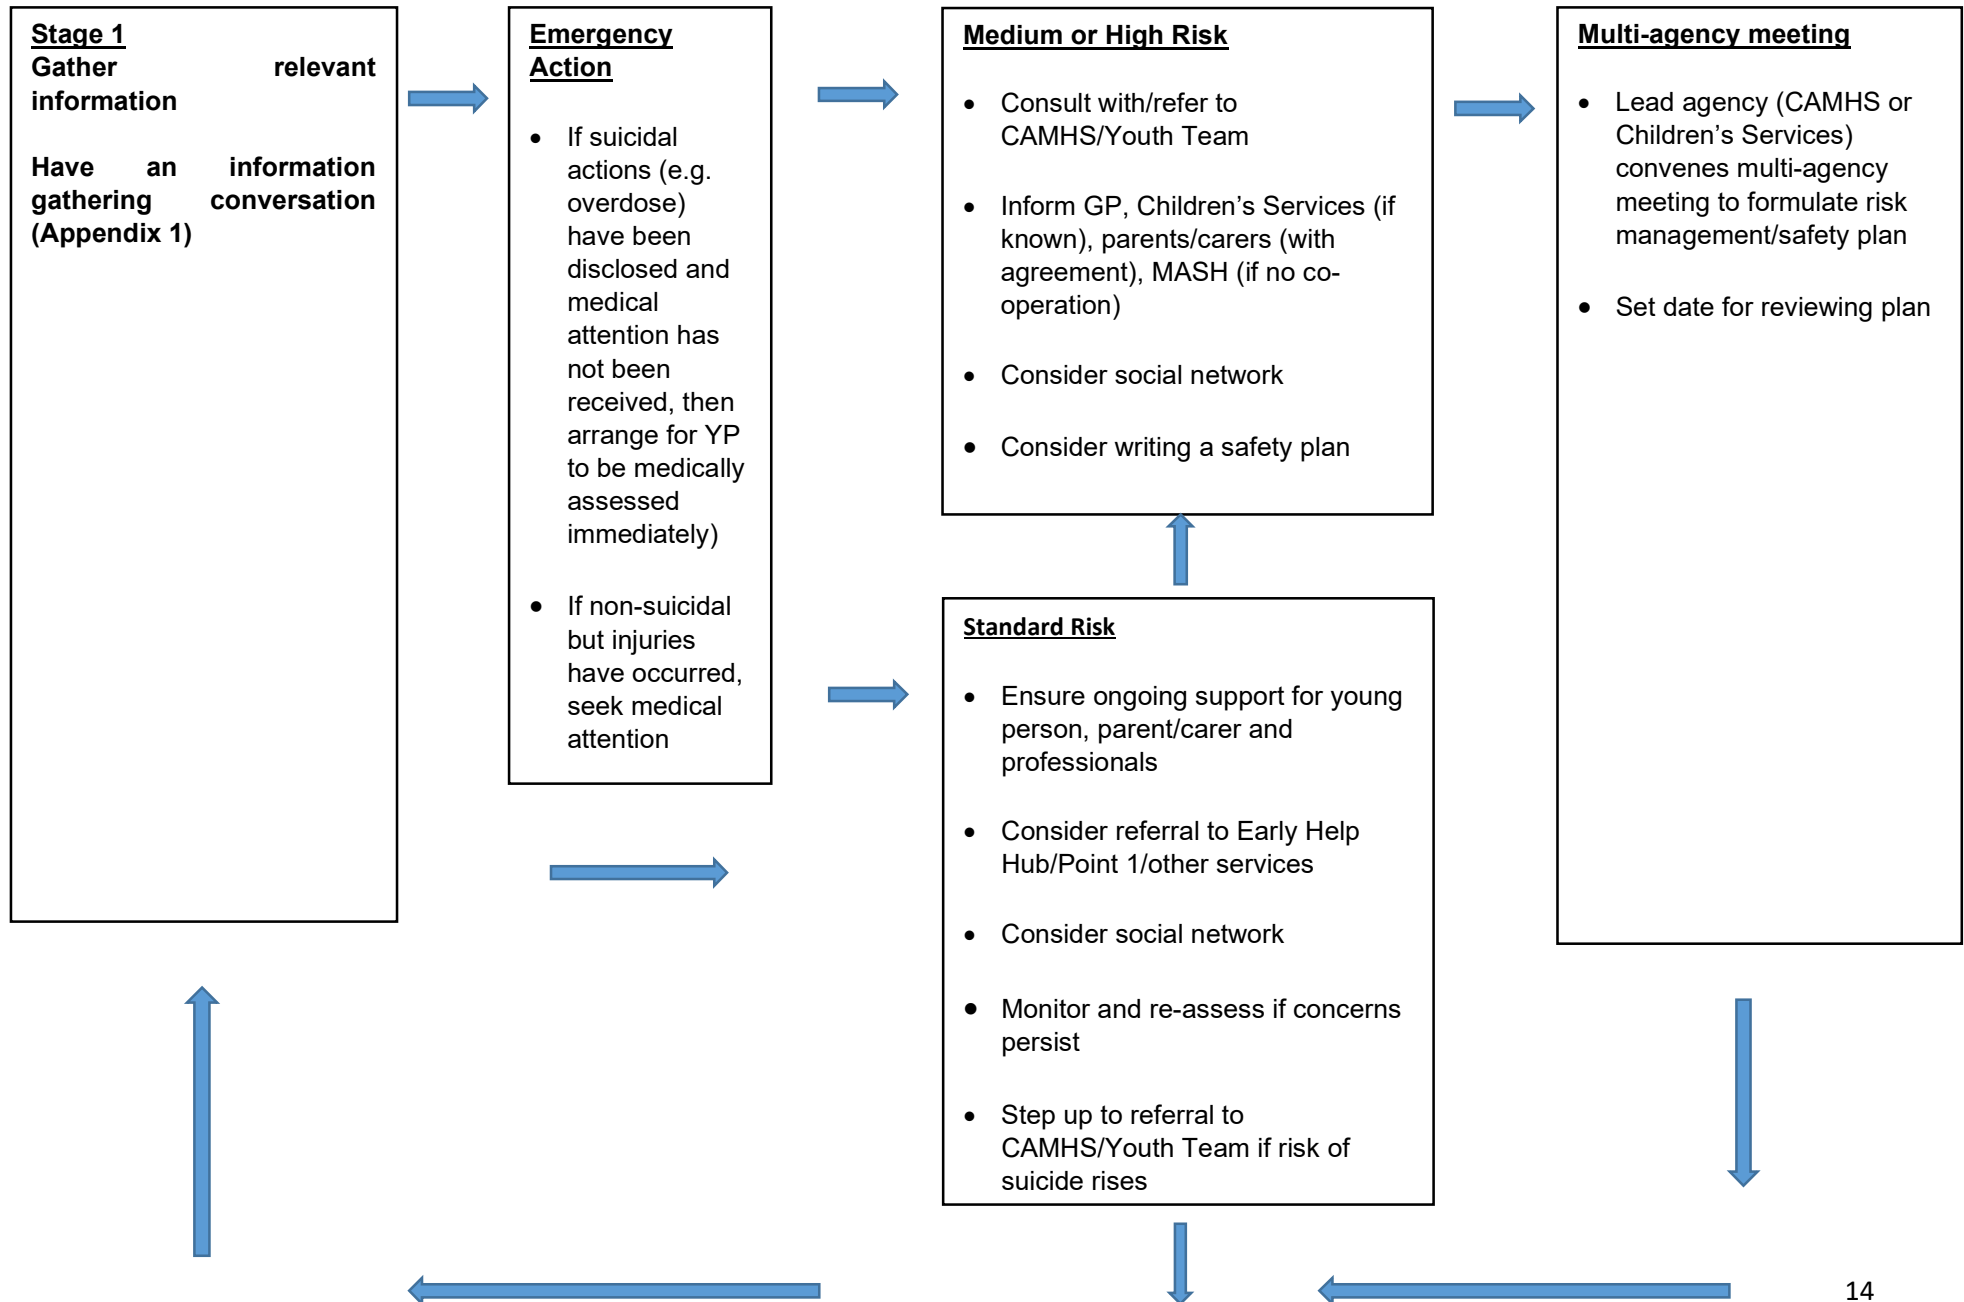 Stage 1
Gather relevant
information
Have an information
gathering conversation
(Appendix 1)
Emergency
Action
• If suicidal
actions (e.g.
overdose)
have been
disclosed and
medical
attention has
not been
received, then
arrange for YP
to be medically
assessed
immediately)
• If non-suicidal
but injuries
have occurred,
seek medical
attention
Medium or High Risk
• Consult with/refer to
CAMHS/Youth Team
• Inform GP, Children’s Services (if
known), parents/carers (with
agreement), MASH (if no co-
operation)
• Consider social network
• Consider writing a safety plan
Standard Risk
• Ensure ongoing support for young
person, parent/carer and
professionals
• Consider referral to Early Help
Hub/Point 1/other services
• Consider social network
• Monitor and re-assess if concerns
persist
• Step up to referral to
CAMHS/Youth Team if risk of
suicide rises
Multi-agency meeting
• Lead agency (CAMHS or
Children’s Services)
convenes multi-agency
meeting to formulate risk
management/safety plan
• Set date for reviewing plan
14